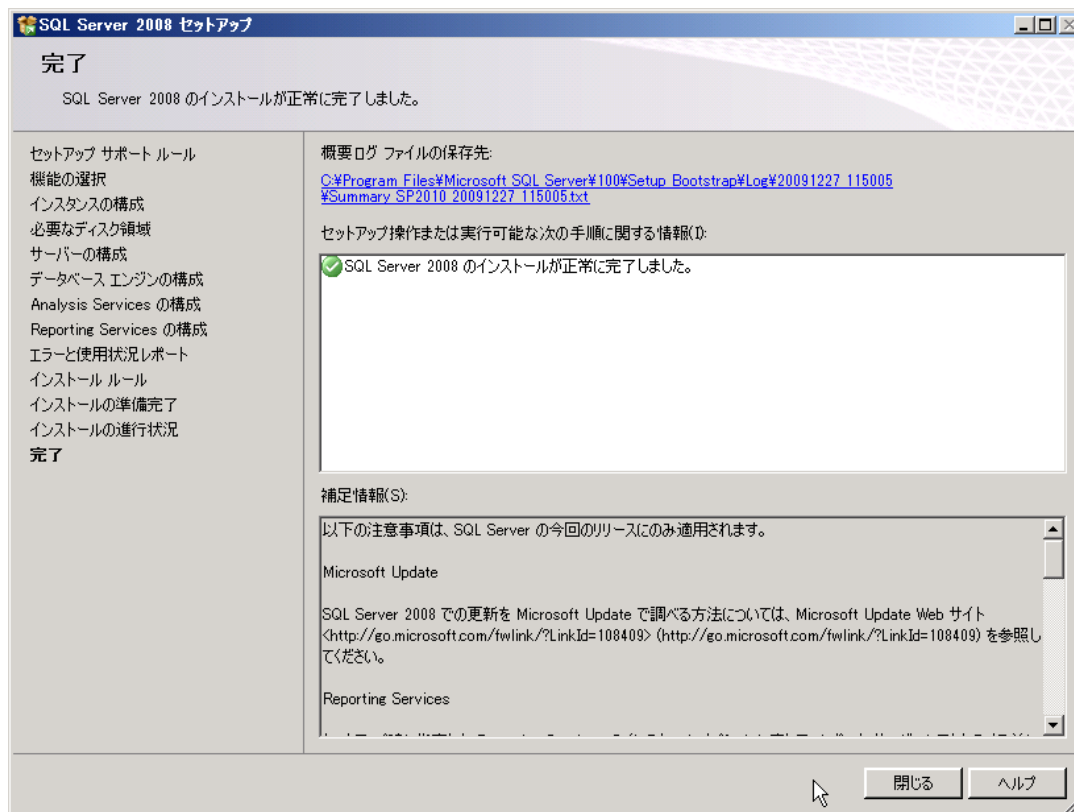 SQL Server 2008 セットアップ
完了
SQL Server 2008 のインストールが正常に完了しました。
セットアップ サポート ルール
機能の選択
インスタンスの構成
必要なディスク領域
サーバーの構成
データベース エンジンの構成
Analysis Services の構成
Reporting Services の構成
エラーと使用状況レポート
インストール ルール
インストールの準備完了
インストールの進行状況
完了
概要ログ ファイルの保存先:
C:¥Program Files¥Microsoft SQL Server¥100¥Setup Bootstrap¥Log¥20091227_115005
¥Summary_SP2010_20091227_115005.txt
セットアップ操作または実行可能な次の手順に関する情報(I):
SQL Server 2008 のインストールが正常に完了しました。
補足情報(S):
以下の注意事項は、SQL Server の今回のリリースにのみ適用されます。
Microsoft Update
SQL Server 2008 での更新を Microsoft Update で調べる方法については、Microsoft Update Web サイト
<http://go.microsoft.com/fwlink/?LinkId=108409> (http://go.microsoft.com/fwlink/?LinkId=108409) を参照し
てください。
Reporting Services
閉じる
ヘルプ